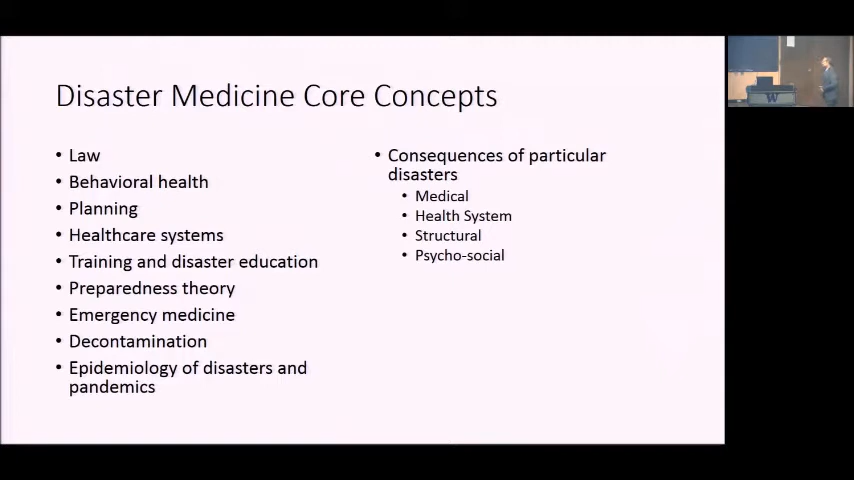 Disaster Medicine Core Concepts
• Law
• Behavioral health
• Planning
• Healthcare systems
• Training and disaster education
• Preparedness theory
• Emergency medicine
• Decontamination
• Epidemiology of disasters and
pandemics
• Consequences of particular
disasters
• Medical
• Health System
• Structural
• Psycho-social
W